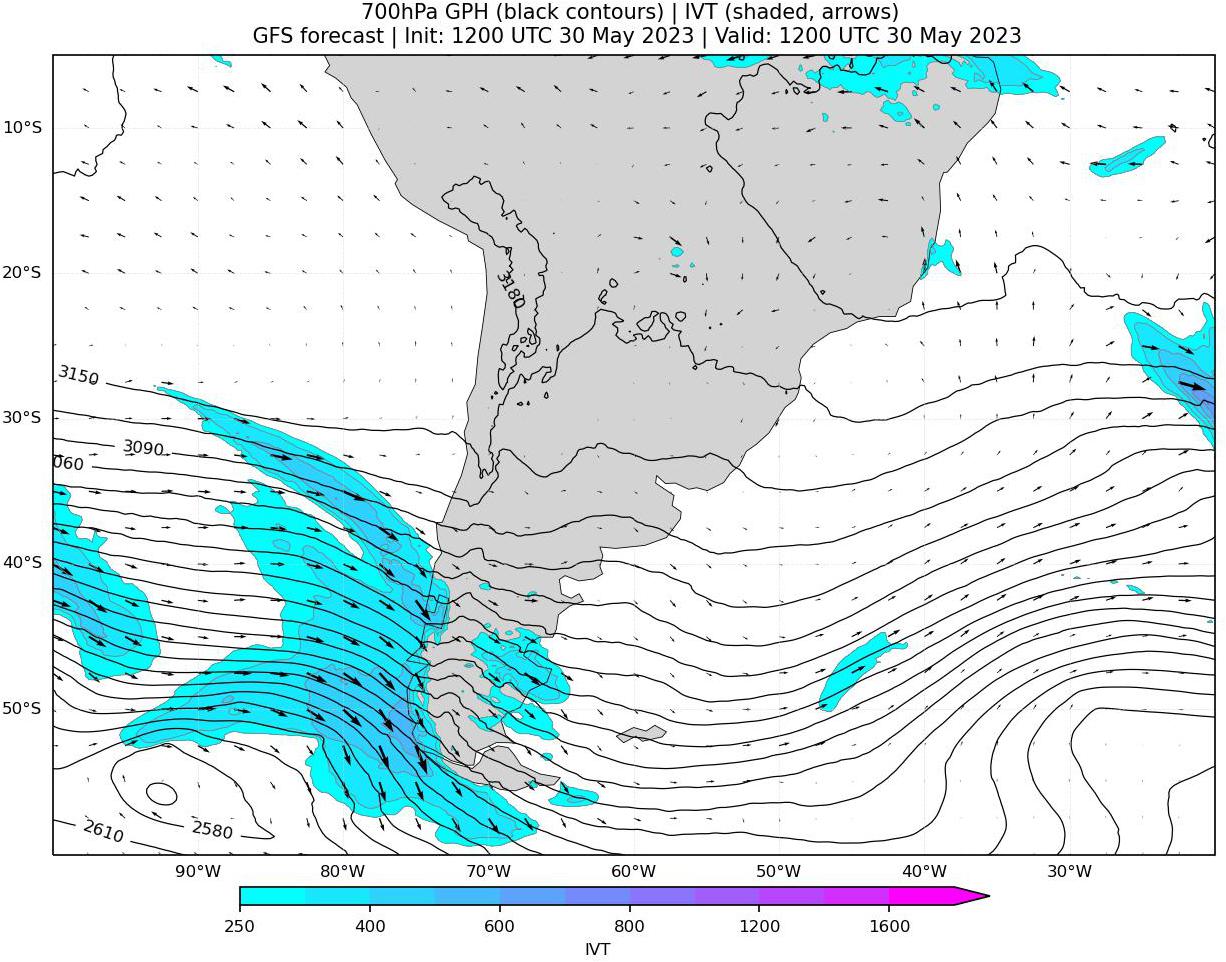 700hPa GPH (black contours) | IVT (shaded, arrows)
GFS forecast | Init: 1200 UTC 30 May 2023 | Valid: 1200 UTC 30 May 2023
10°S
20°S
3180
3150
30°S
3090
060
40°S
50°S
2610
2580
90°W 80°W 70°W 60°W 50°W 40°W 30°W
250 400 600 800 1200 1600
IVT